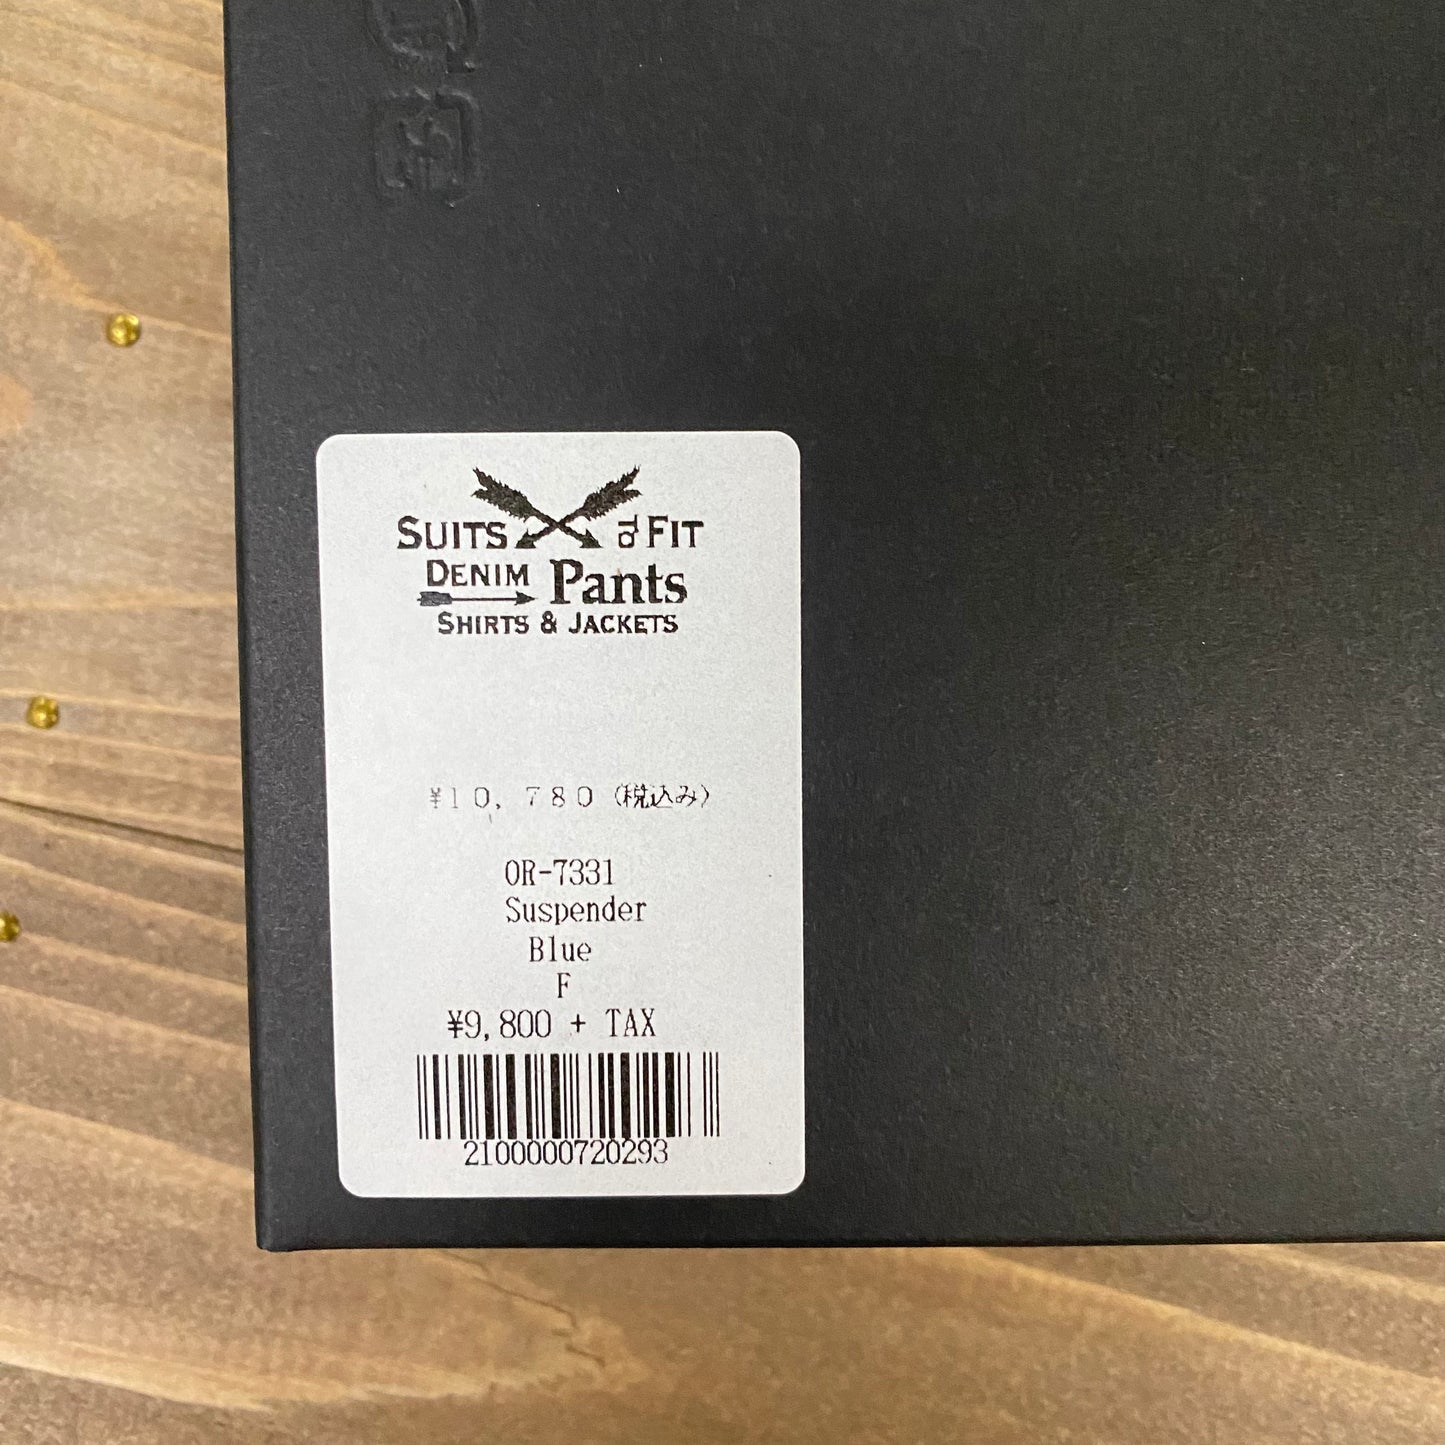 SUITS to FIT
DENIM Pants
SHIRTS & JACKETS
¥10,780(税込み)
OR-7331
Suspender
Blue
F
¥9,800 + TAX
2100000720293